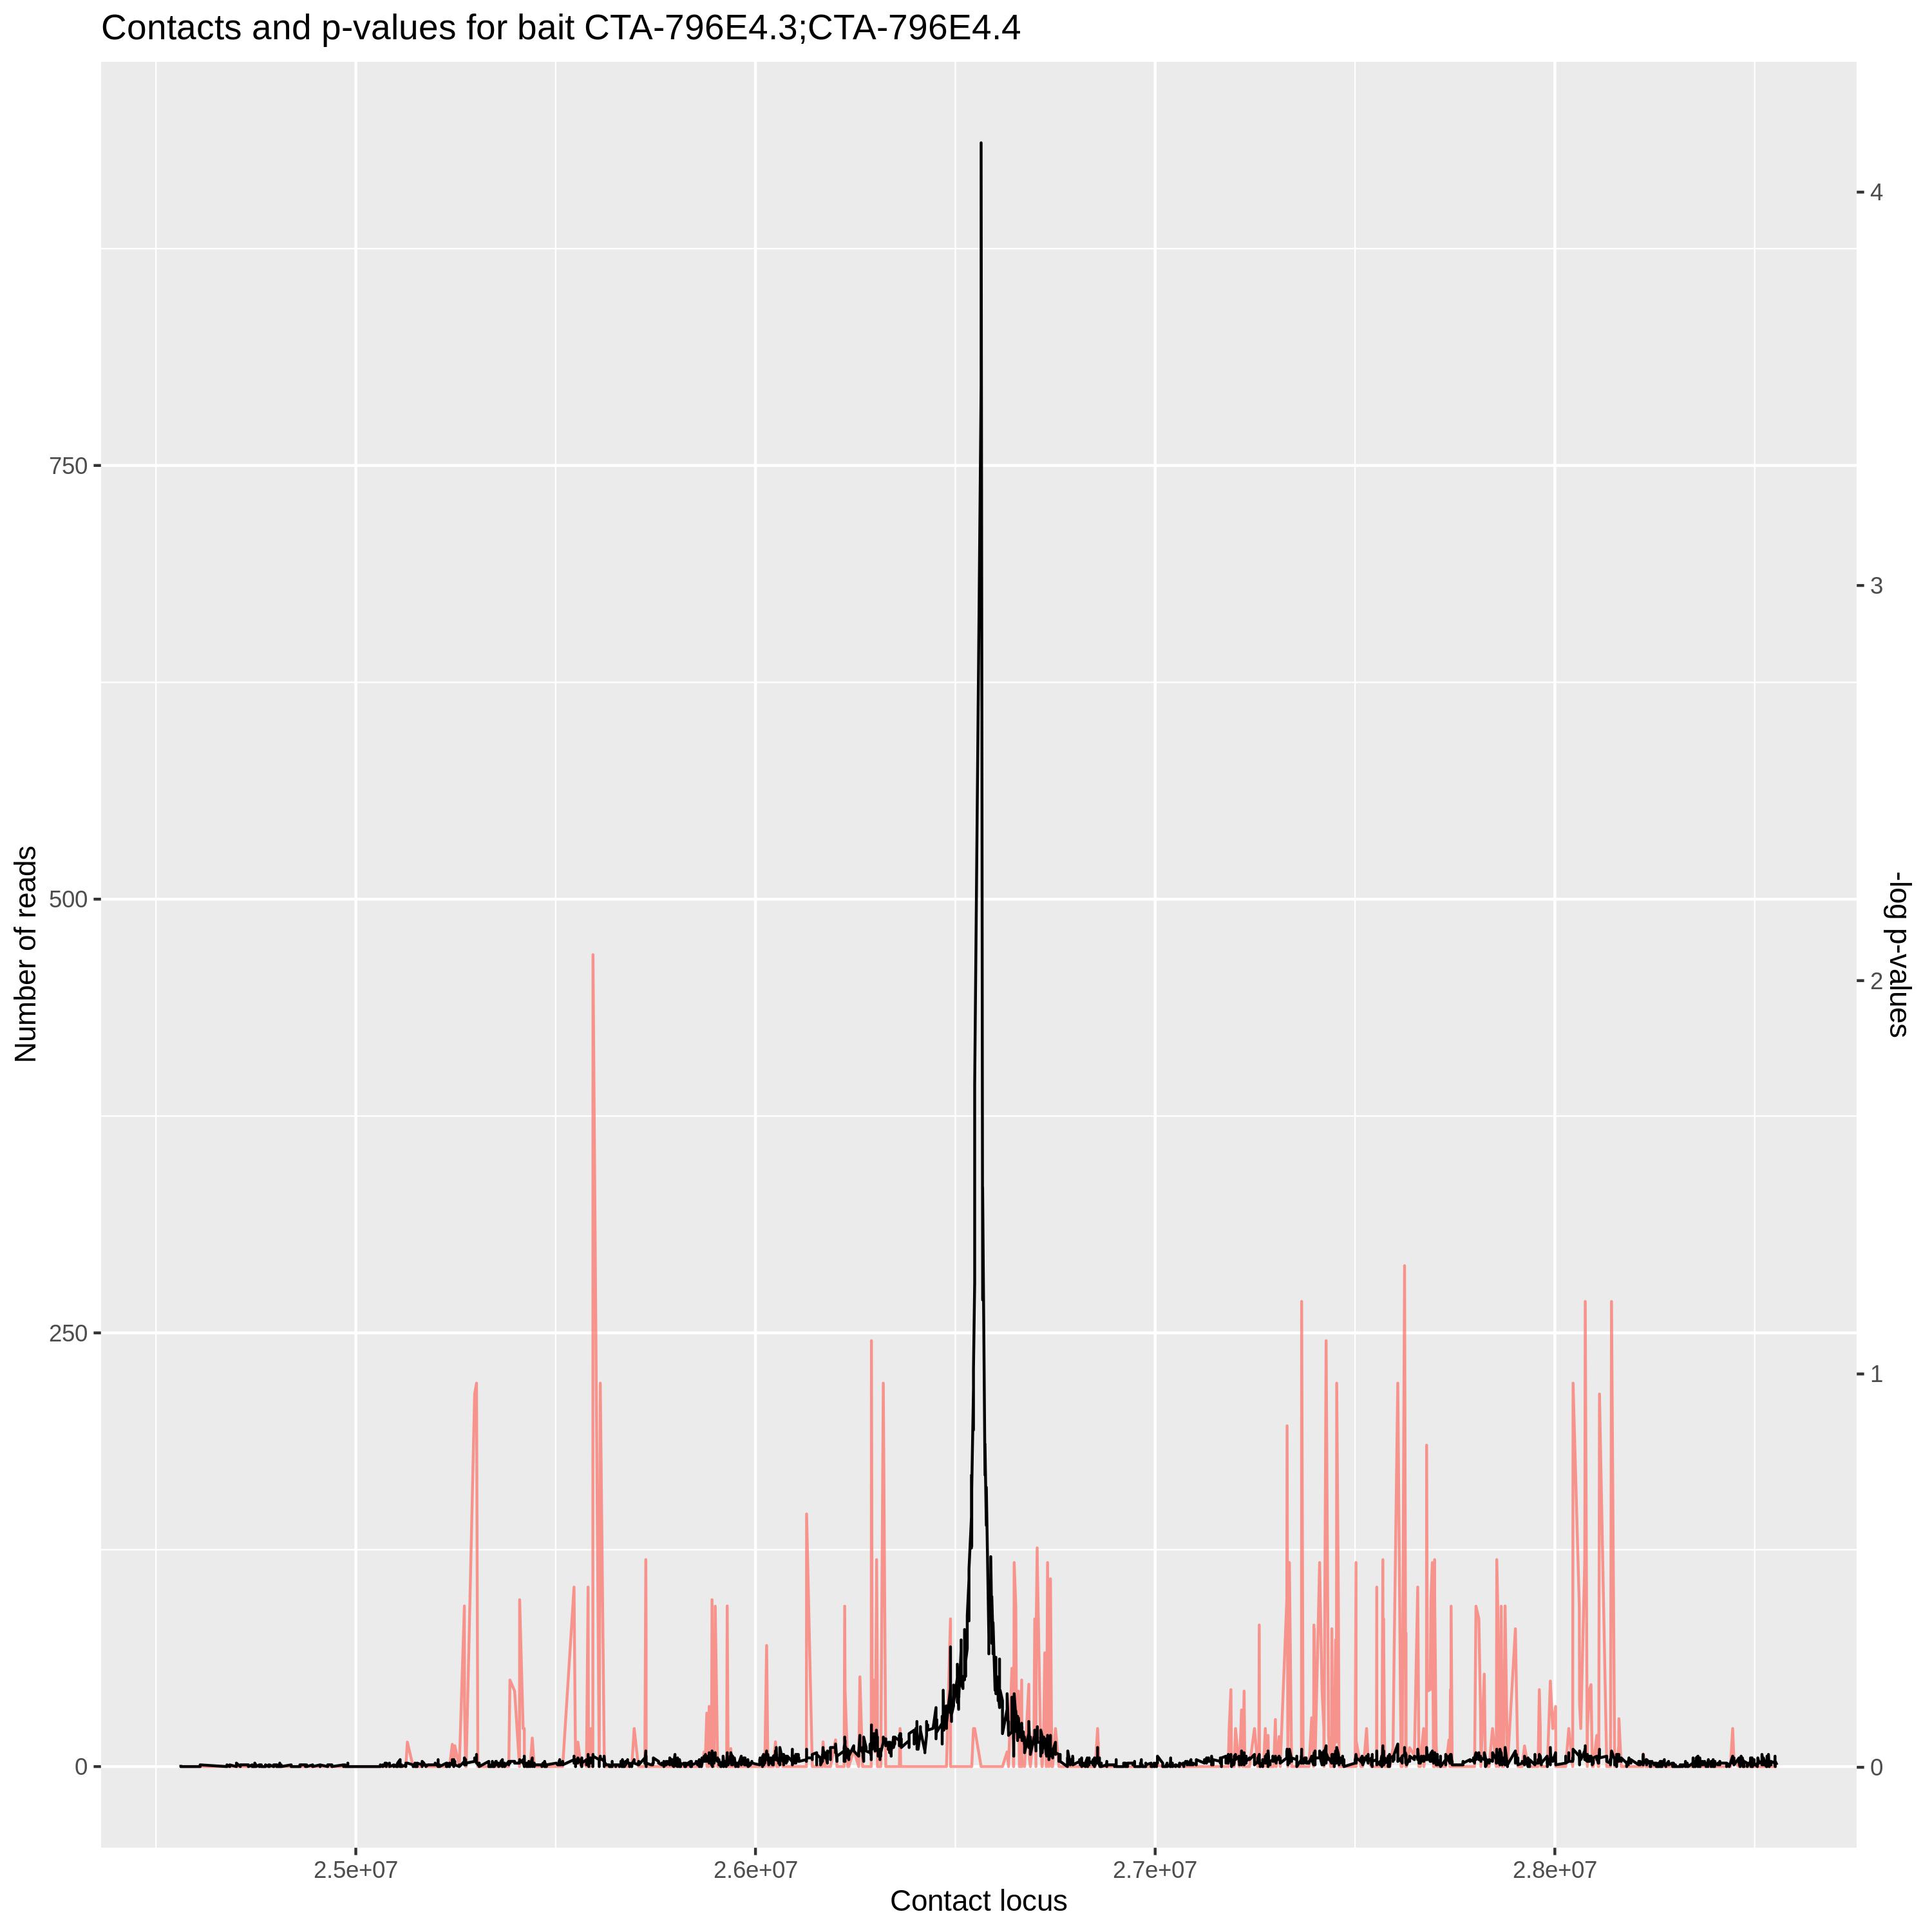 Contacts and p-values for bait CTA-796E4.3;CTA-796E4.4
Number of reads
750
500
250
0
4
3
2
1
0
-log p-values
2.5e+07
2.6e+07
2.7e+07
2.8e+07
Contact locus